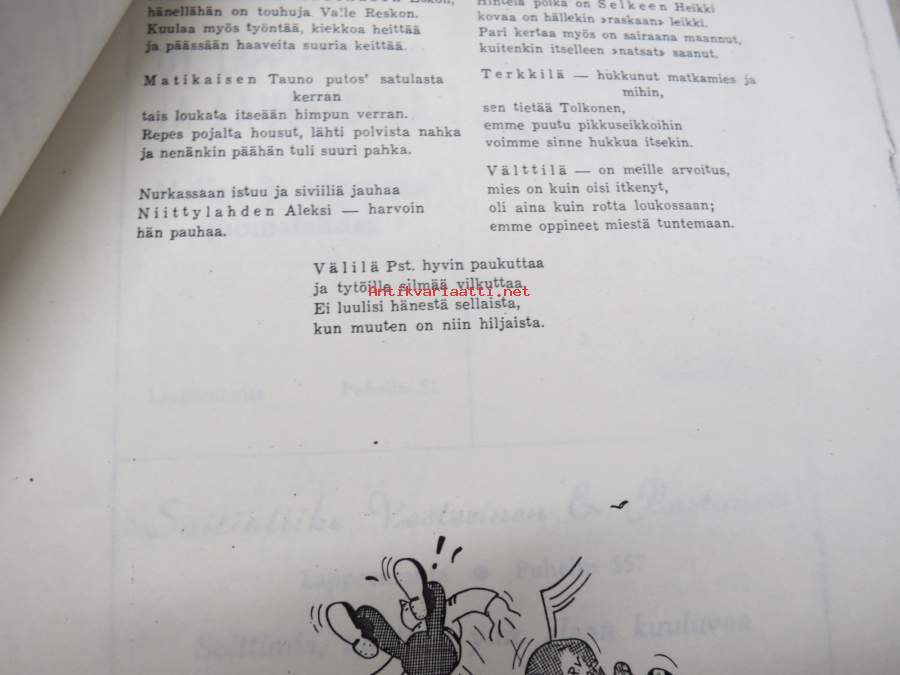 hänellähän on touhuja Valle Reskon.
Kuulaa myös työntää, kiekkoa heittää
ja päässään haaveita suuria keittää.
Matikaisen Tauno putos' satulasta
kerran
tais loukata itseään himpun verran.
Repes pojalta housut, lähti polvista nahka
ja nenänkin päähän tuli suuri pahka.
Nurkassaan istuu ja siviiliä jauhaa
Niittylahden Aleksi — harvoin
hän pauhaa.
Hintelä poika on Selkeen Heikki
kovaa on hällekin »raskaan» leikki.
Pari kertaa myös on sairaana maannut,
kuitenkin itselleen »natsat» saanut.
Terkkilä — hukkunut matkamies ja
mihin,
sen tietää Tolkonen,
emme puutu pikkuseikkoihin
voimme sinne hukkua itsekin.
Välttilä — on meille arvoitus,
mies on kuin oisi itkenyt,
oli aina kuin rotta loukossaan;
emme oppineet miestä tuntemaan.
Välilä Pst. hyvin paukuttaa
ja tytöille silmää vilkuttaa.
Antikvariaatti.net
Ei luulisi hänestä sellaista,
kun muuten on niin hiljaista.